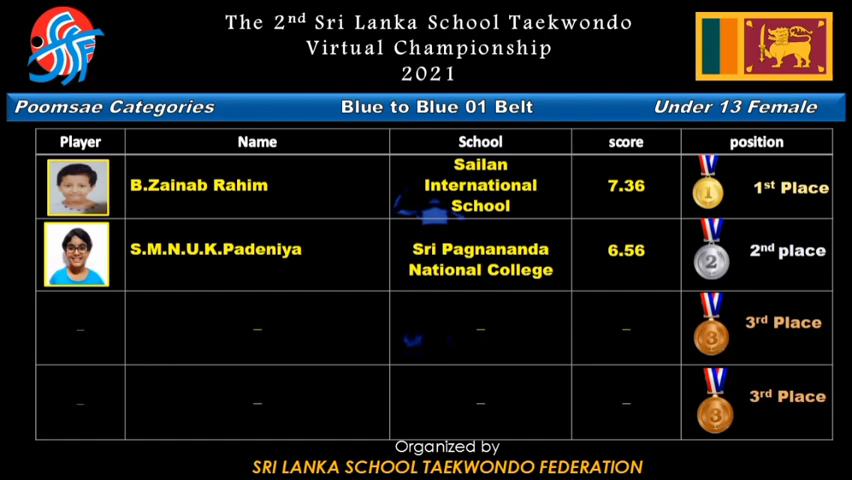 The 2nd Sri Lanka School Taekwondo
Virtual Championship
2021
SSTF
Poomsae Categories Blue to Blue 01 Belt Under 13 Female
Player Name School score position
B.Zainab Rahim Sailan International School 7.36 1 1st Place
S.M.N.U.K.Padeniya Sri Pagnananda National College 6.56 2 2nd place
_ _ _ _ 3 3rd Place
_ _ _ _ 3 3rd Place
Organized by
SRI LANKA SCHOOL TAEKWONDO FEDERATION